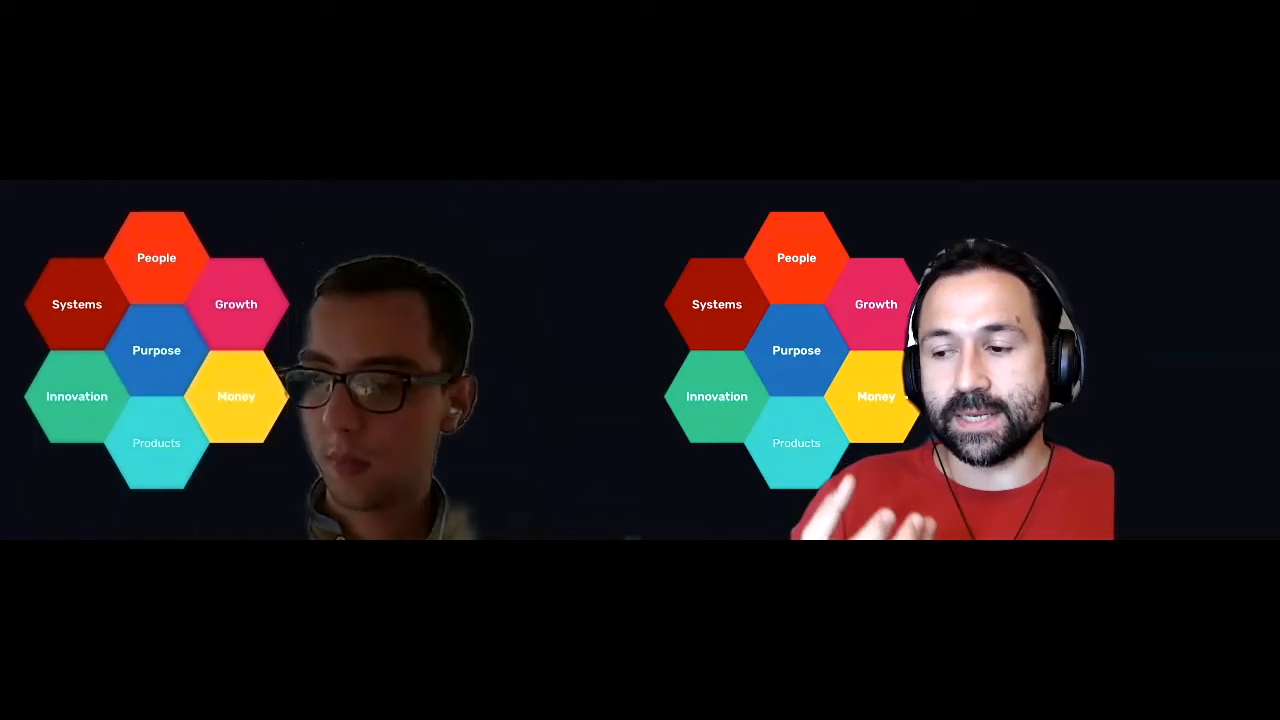 People
Systems
Growth
Purpose
Innovation
Money
Products
People
Systems
Growth
Purpose
Innovation
Money
Products